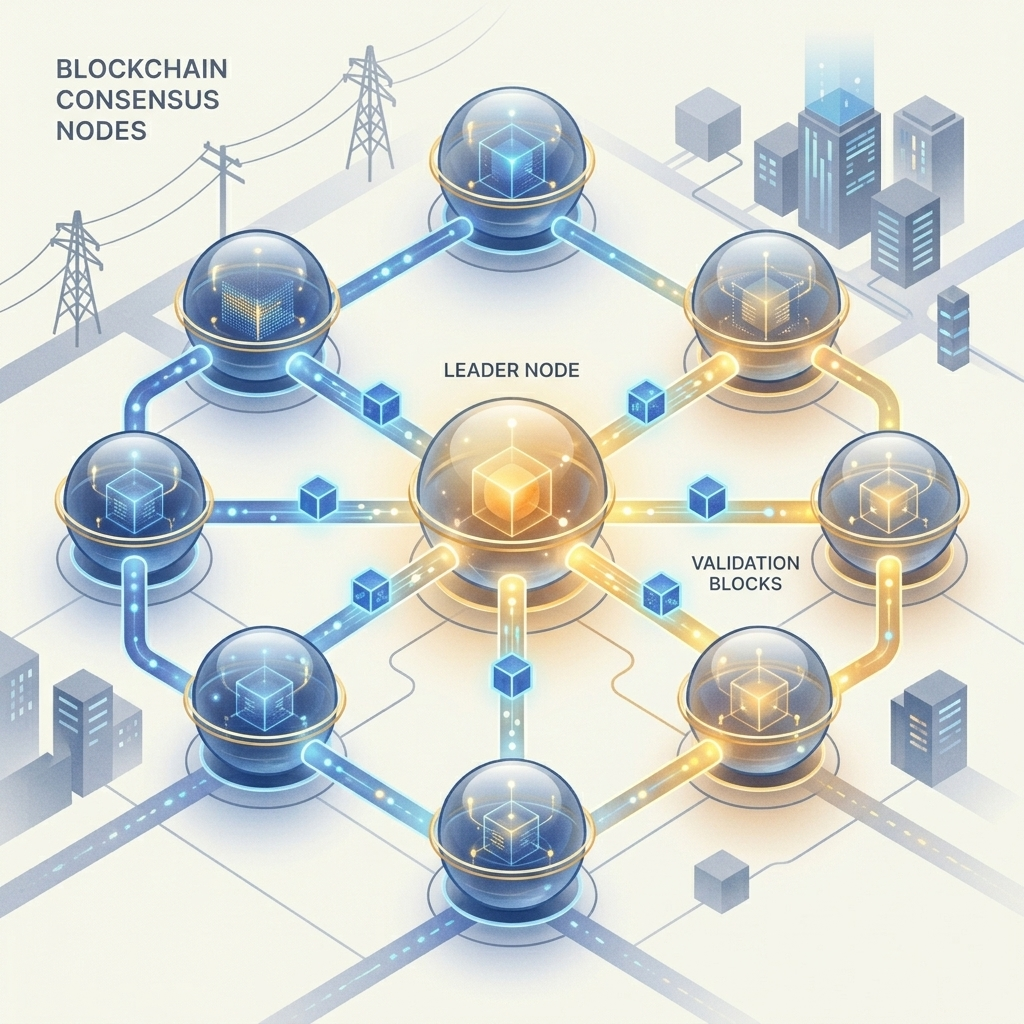 BLOCKCHAIN
CONSENSUS
NODES
LEADER NODE
VALIDATION
BLOCKS